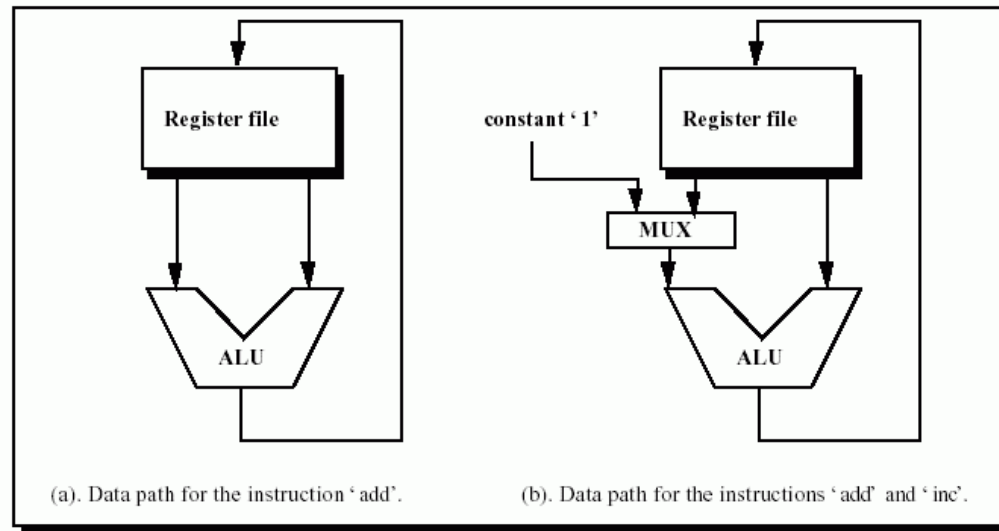 Register file
ALU
(a). Data path for the instruction ‘add’.
constant ‘1’
Register file
MUX
ALU
(b). Data path for the instructions ‘add’ and ‘inc’.